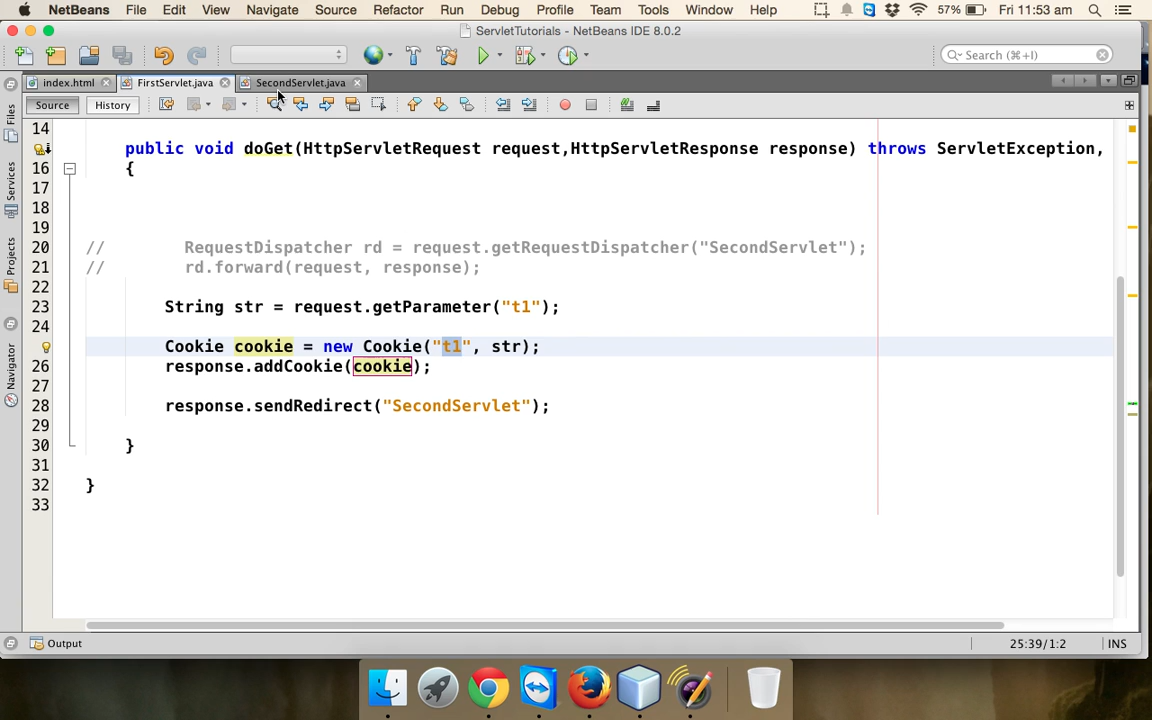 NetBeans File Edit View Navigate Source Refactor Run Debug Profile Team Tools Window Help 57% Fri 11:53 am
ServletTutorials - NetBeans IDE 8.0.2
Search (⌘+I)
index.html FirstServlet.java SecondServlet.java
Source History
Files
Services
Projects
Navigator
14
public void doGet(HttpServletRequest request,HttpServletResponse response) throws ServletException,
16 {
17
18
19
20 // RequestDispatcher rd = request.getRequestDispatcher("SecondServlet");
21 // rd.forward(request, response);
22
23 String str = request.getParameter("t1");
24
Cookie cookie = new Cookie("t1", str);
26 response.addCookie(cookie);
27
28 response.sendRedirect("SecondServlet");
29
30 }
31
32 }
33
Output
25:39/1:2 INS